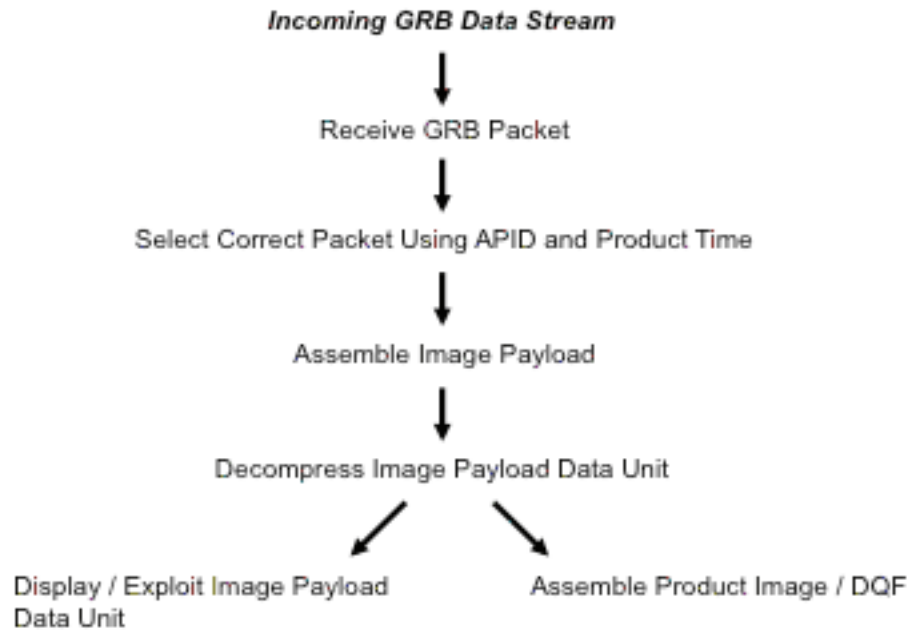 Incoming GRB Data Stream
Receive GRB Packet
Select Correct Packet Using APID and Product Time
Assemble Image Payload
Decompress Image Payload Data Unit
Display / Exploit Image Payload
Data Unit
Assemble Product Image / DQF